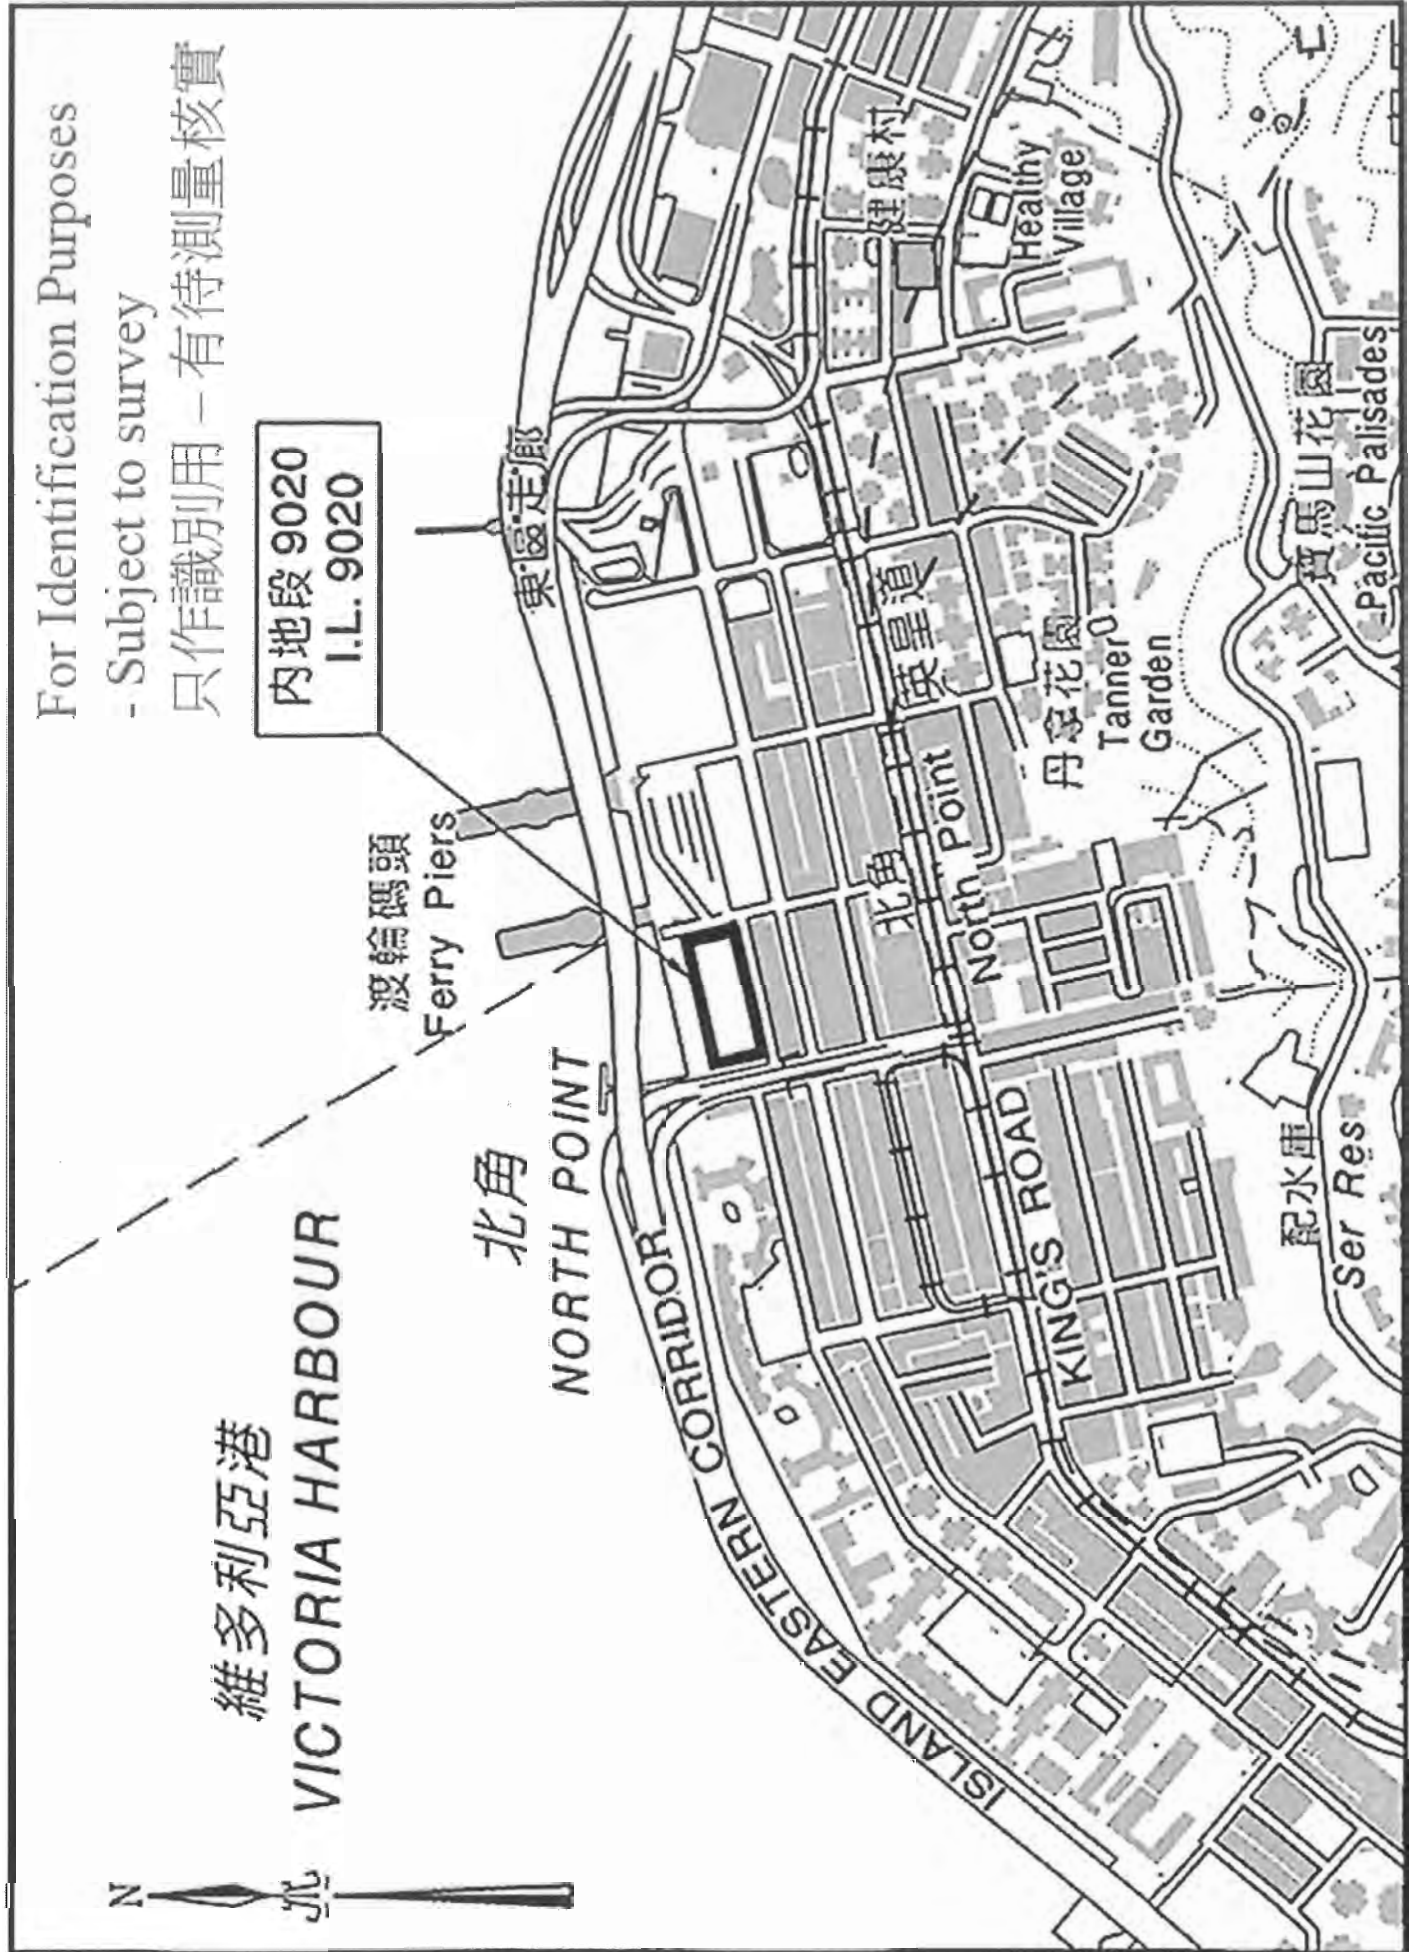 For Identification Purposes
- Subject to survey
只作識別用 – 有待測量核實
內地段 9020
I.L. 9020
N
北
維多利亞港
VICTORIA HARBOUR
渡輪碼頭
Ferry Piers
北角
NORTH POINT
東區走廊
ISLAND EASTERN CORRIDOR
健康村
Healthy
Village
英皇道
北角
North Point
KING'S ROAD
丹拿花園
Tanner
Garden
寶馬山花園
Pacific Palisades
配水庫
Ser Res